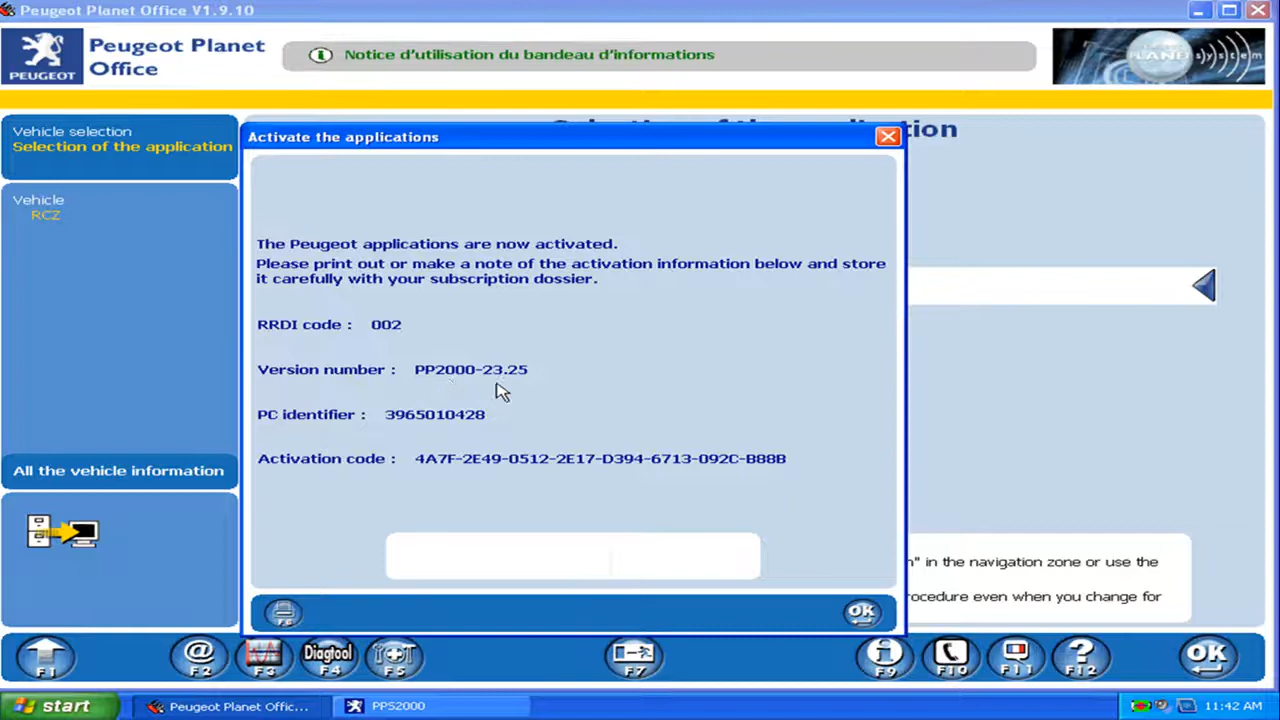 Peugeot Planet Office V1.9.10
PEUGEOT
Peugeot Planet
Office
Notice d'utilisation du bandeau d'informations
Vehicle selection
Selection of the application
Vehicle
RCZ
All the vehicle information
Activate the applications
The Peugeot applications are now activated.
Please print out or make a note of the activation information below and store
it carefully with your subscription dossier.
RRDI code : 002
Version number : PP2000-23.25
PC identifier : 3965010428
Activation code : 4A7F-2E49-0512-2E17-D394-6713-092C-B88B
OK
" in the navigation zone or use the
rocedure even when you change for
F1
@ F2
F3
Diagtool F4
F5
F7
F9
F10
F11
? F12
OK
start
Peugeot Planet Offic...
PPS2000
11:42 AM